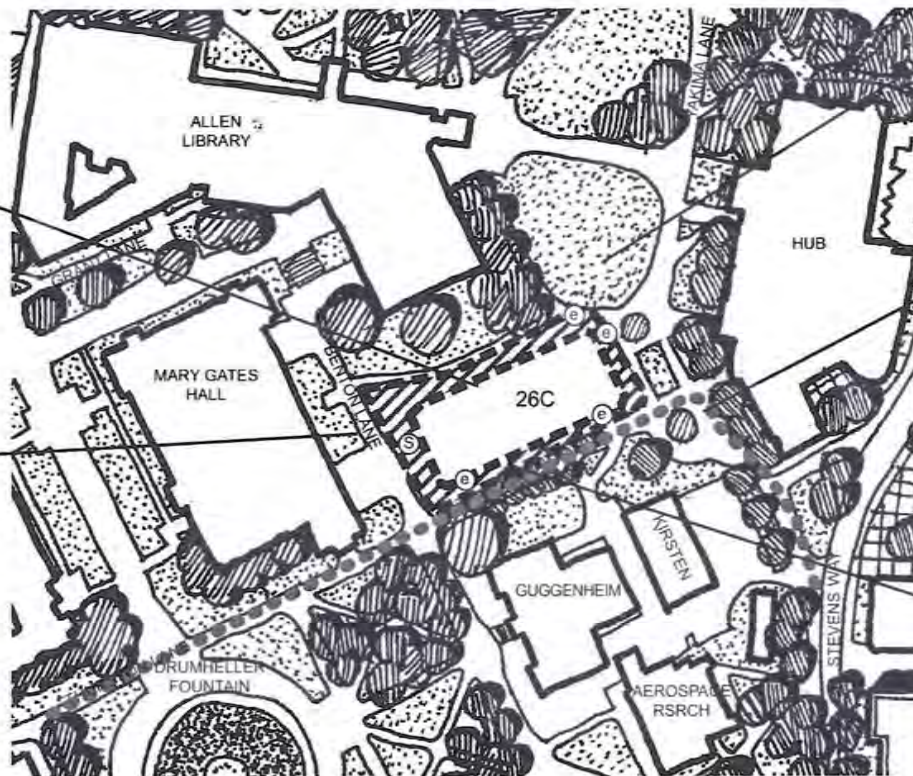 YAKIMA LANE
ALLEN
LIBRARY
HUB
GRANT LANE
e
e
BENTON LANE
MARY GATES
HALL
26C
e
S
e
KIRSTEN
GUGGENHEIM
STEVENS WAY
DRUMHELLER
FOUNTAIN
AEROSPACE
RSRCH